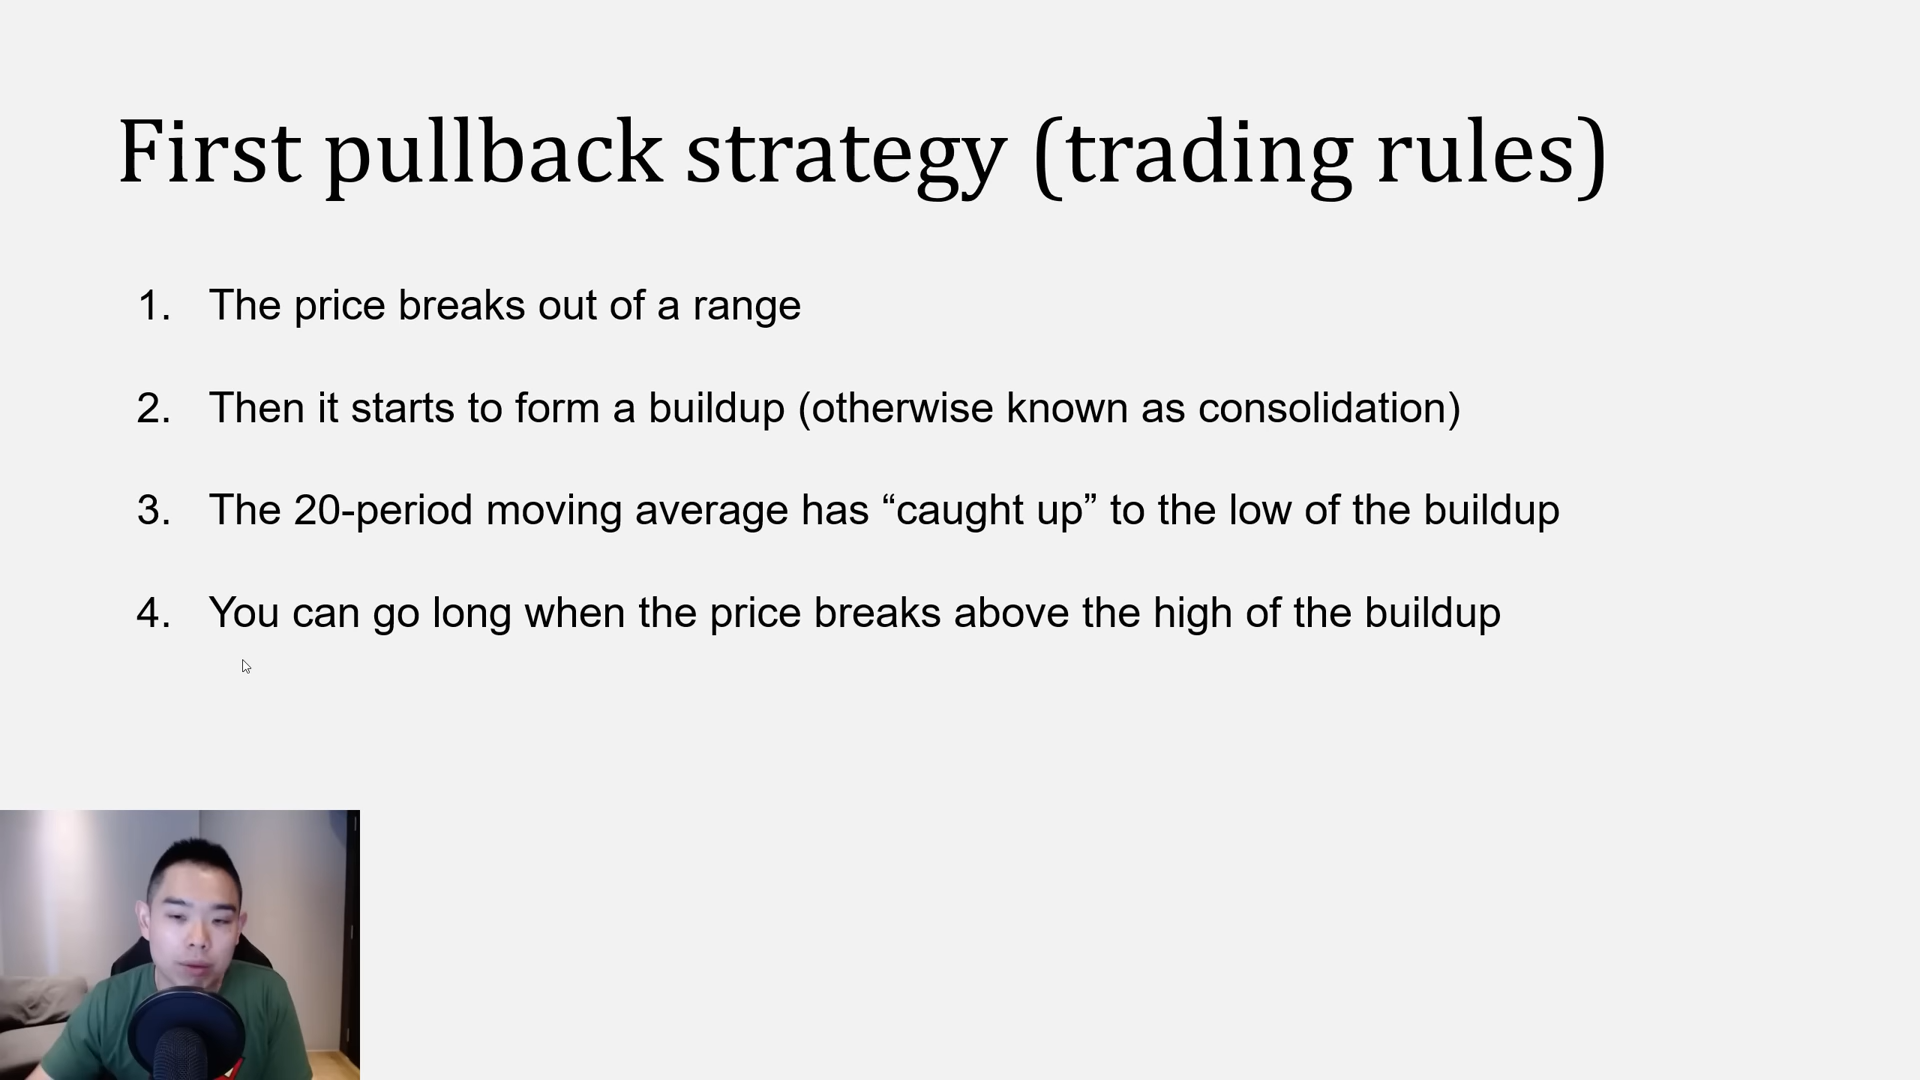 First pullback strategy (trading rules)
1. The price breaks out of a range
2. Then it starts to form a buildup (otherwise known as consolidation)
3. The 20-period moving average has “caught up” to the low of the buildup
4. You can go long when the price breaks above the high of the buildup